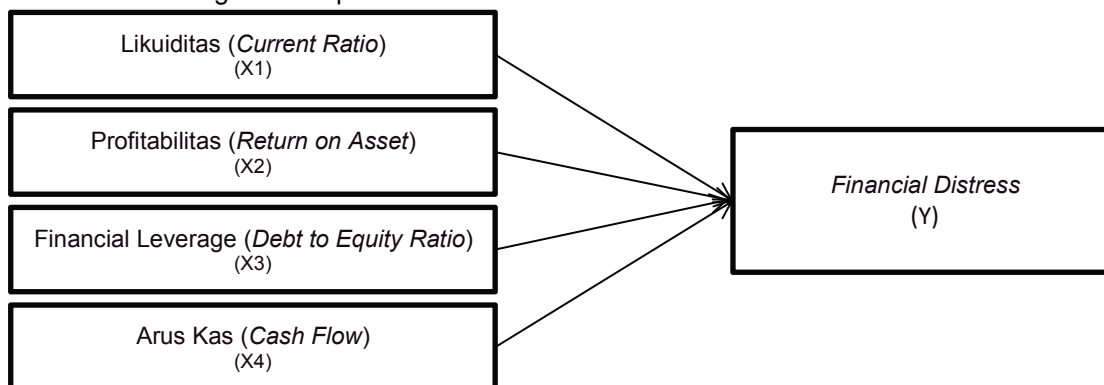 Likuiditas (Current Ratio)
(X1)
Profitabilitas (Return on Asset)
(X2)
Financial Leverage (Debt to Equity Ratio)
(X3)
Arus Kas (Cash Flow)
(X4)
Financial Distress
(Y)